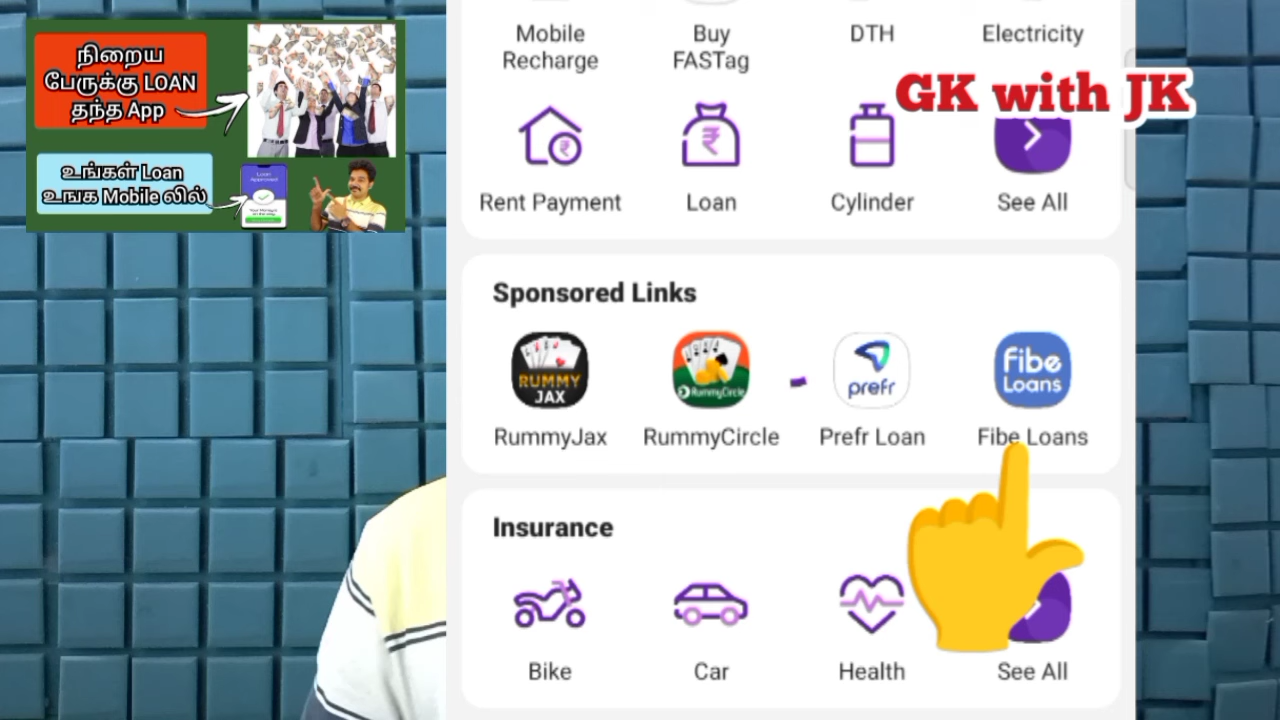 நிறைய
பேருக்கு LOAN
தந்த App
உங்கள் Loan
உங்க Mobile லில்
GK with JK
Mobile
Recharge
Buy
FASTag
DTH
Electricity
Rent Payment
Loan
Cylinder
See All
Sponsored Links
RUMMY
JAX
RummyCircle
prefr
Fibe
Loans
RummyJax
RummyCircle
Prefr Loan
Fibe Loans
Insurance
Bike
Car
Health
See All